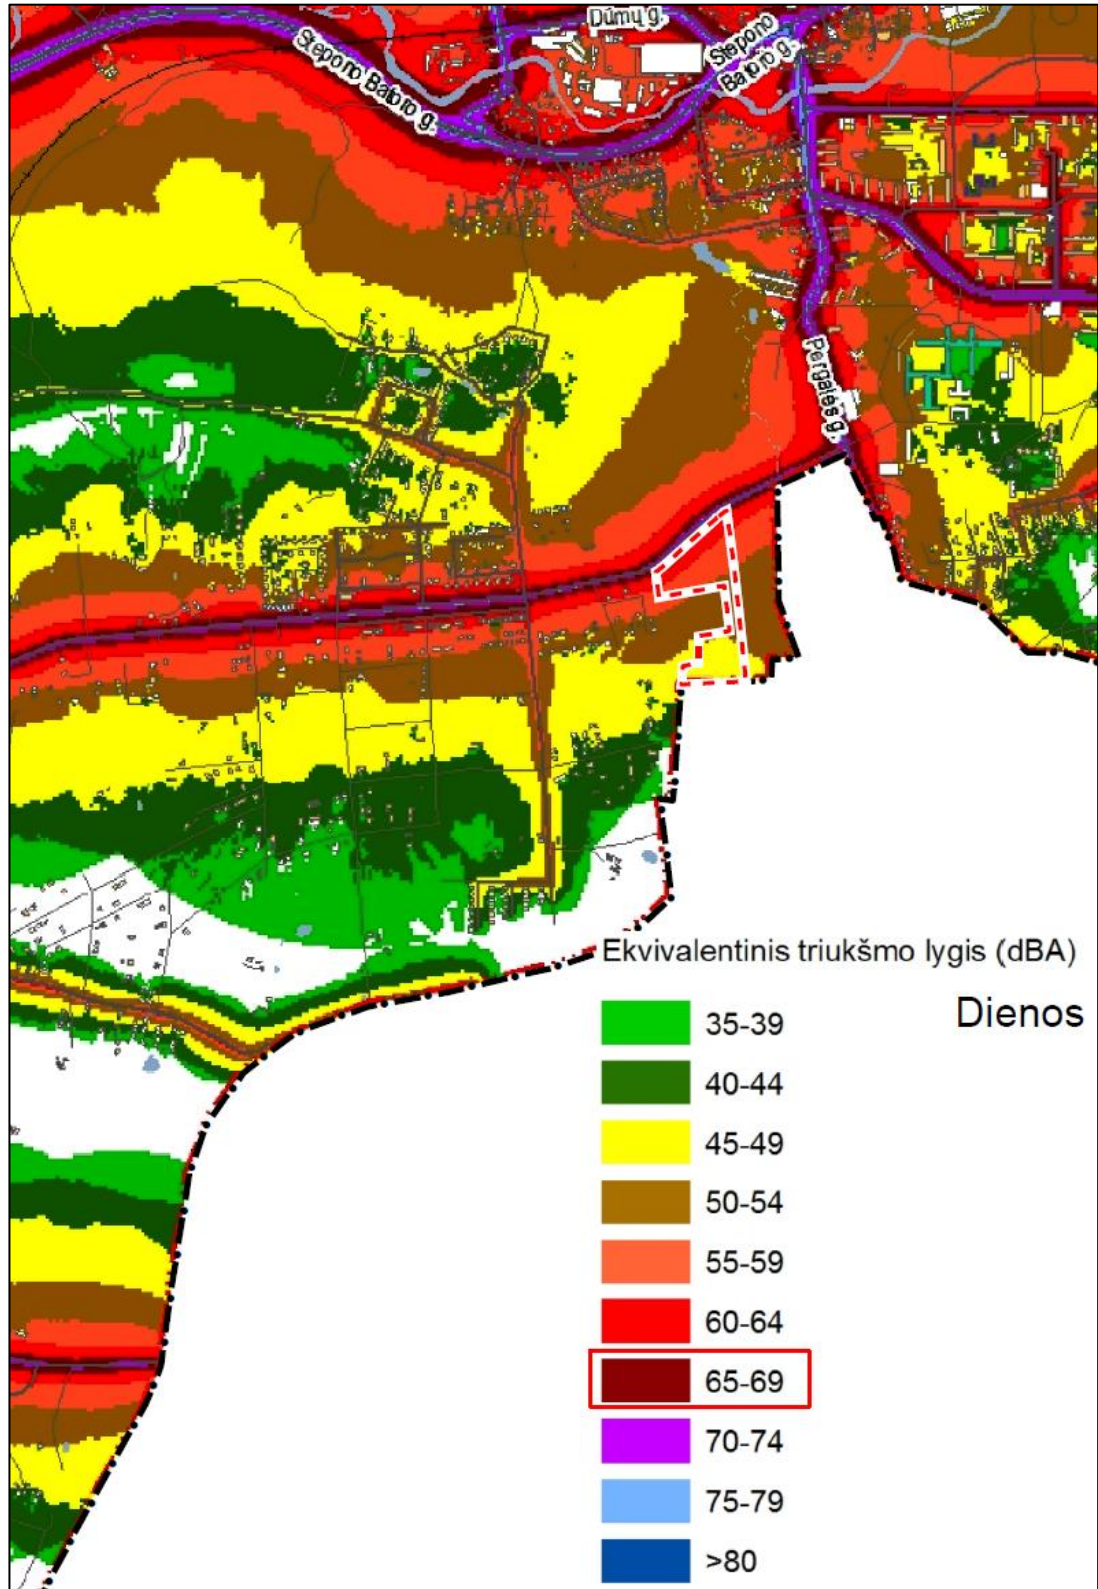 Dūmų g.
Stepono
Batoro g.
Stepono Batoro g.
Pergalės g.
Ekvivalentinis triukšmo lygis (dBA)
Dienos
35-39
40-44
45-49
50-54
55-59
60-64
65-69
70-74
75-79
>80